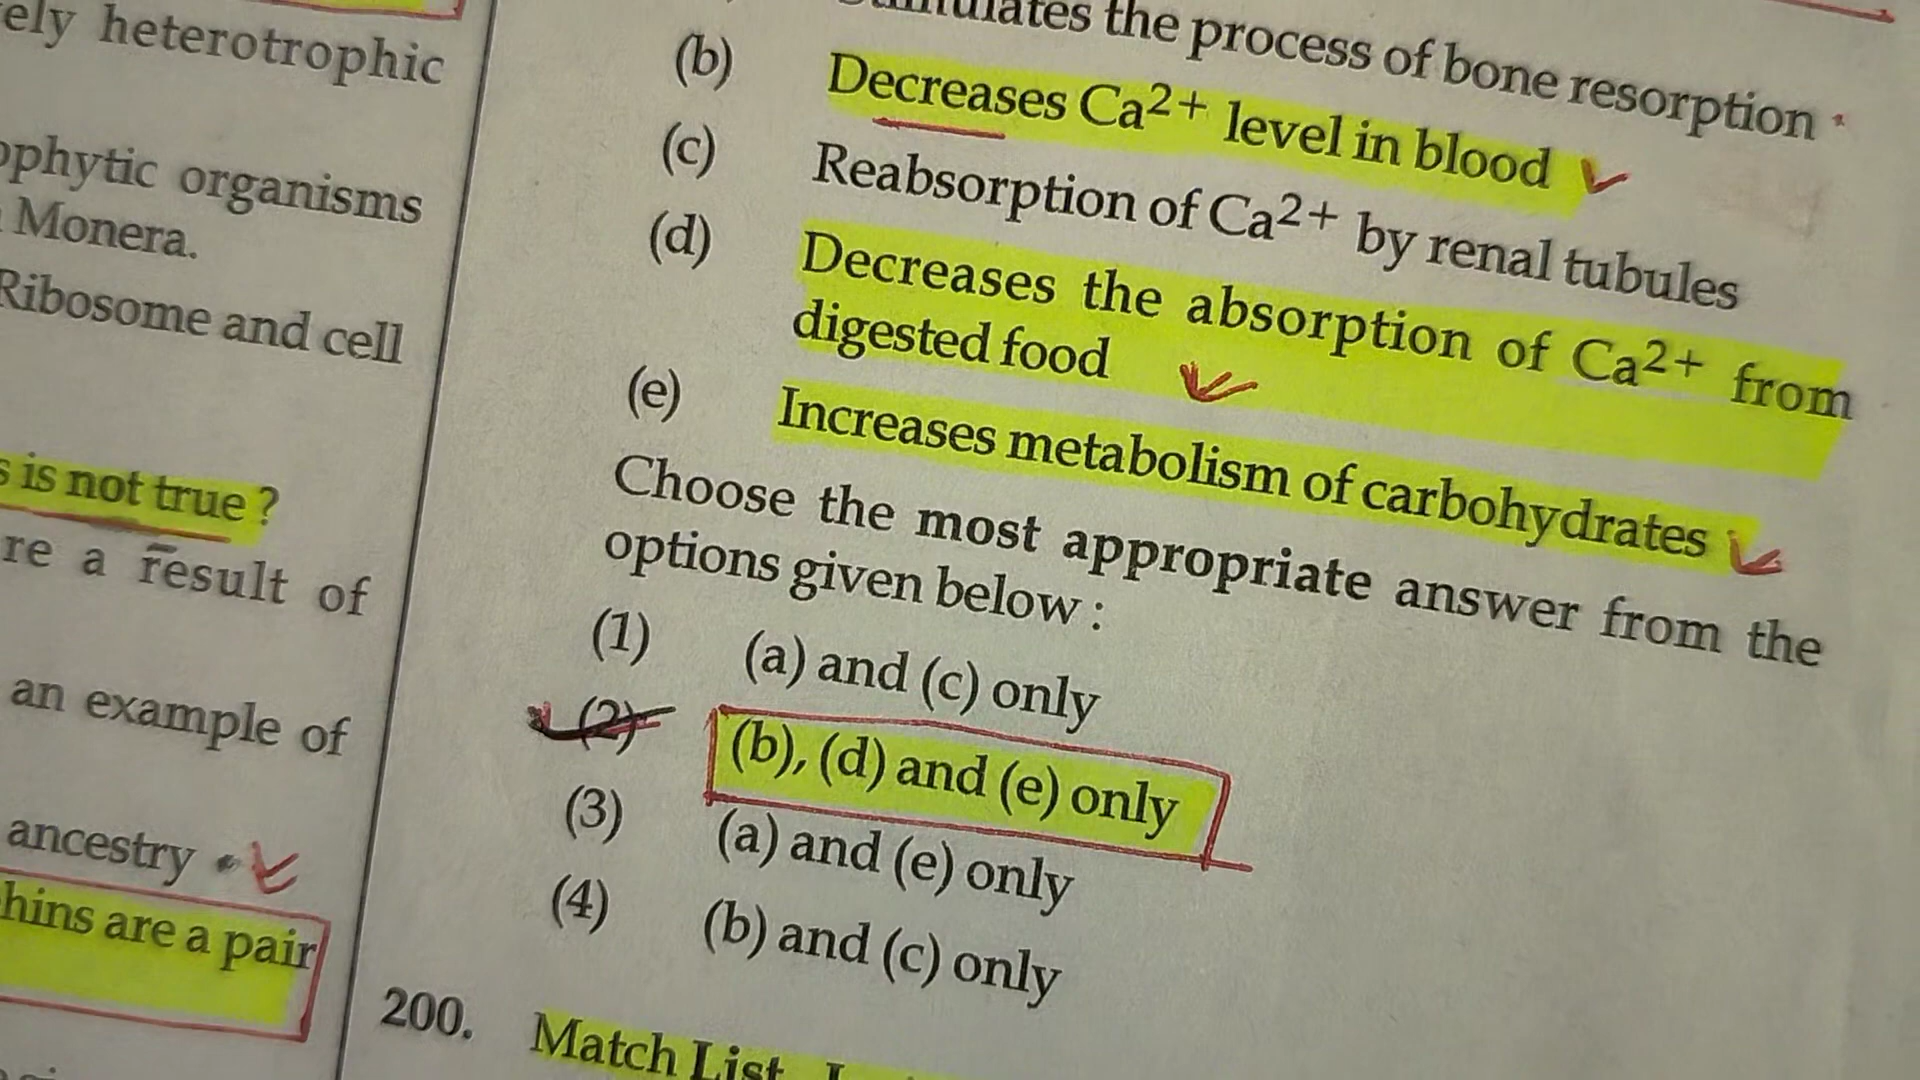 ely heterotrophic
phytic organisms
Monera.
Ribosome and cell
is not true ?
re a result of
an example of
ancestry
hins are a pair
the process of bone resorption
(b) Decreases Ca2+ level in blood
(c) Reabsorption of Ca2+ by renal tubules
(d) Decreases the absorption of Ca2+ from
digested food
(e) Increases metabolism of carbohydrates
Choose the most appropriate answer from the
options given below :
(1) (a) and (c) only
(2) (b), (d) and (e) only
(3) (a) and (e) only
(4) (b) and (c) only
200. Match List